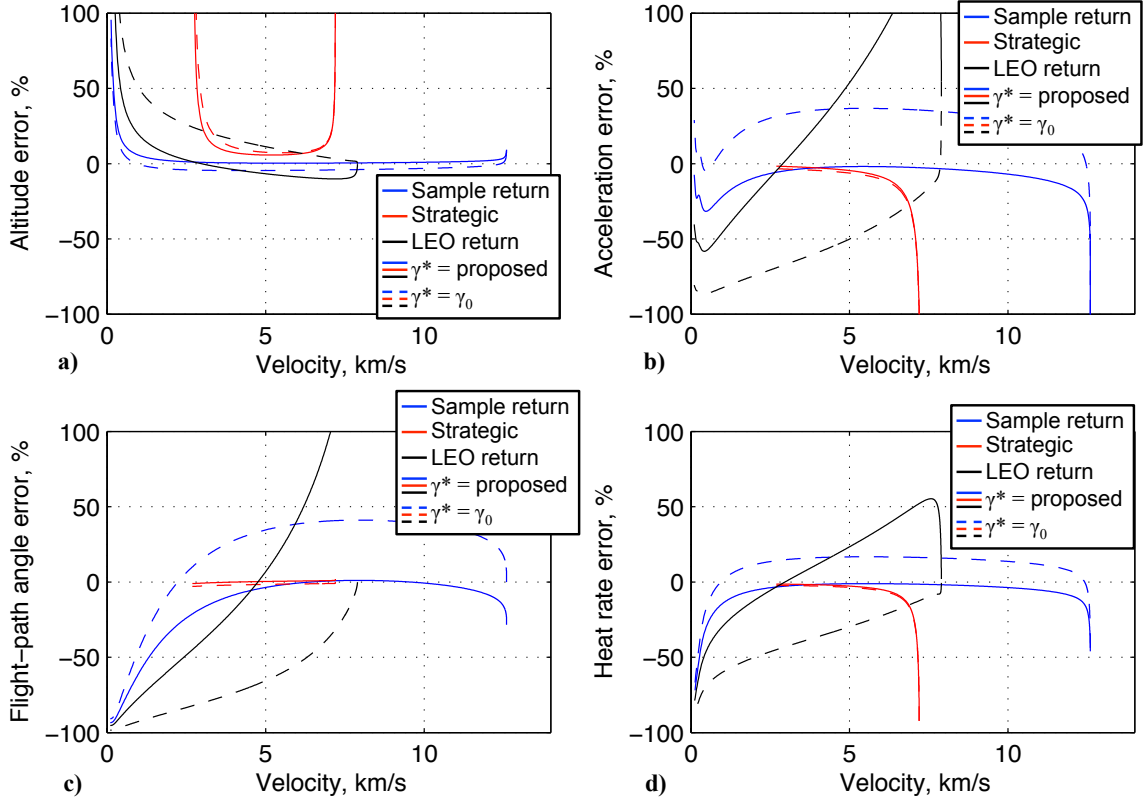 100
50
0
−50
−100
Altitude error, %
0
5
10
Velocity, km/s
a)
Sample return
Strategic
LEO return
γ* = proposed
γ* = γ0
100
50
0
−50
−100
Acceleration error, %
0
5
10
Velocity, km/s
b)
Sample return
Strategic
LEO return
γ* = proposed
γ* = γ0
100
50
0
−50
−100
Flight−path angle error, %
0
5
10
Velocity, km/s
c)
Sample return
Strategic
LEO return
γ* = proposed
γ* = γ0
100
50
0
−50
−100
Heat rate error, %
0
5
10
Velocity, km/s
d)
Sample return
Strategic
LEO return
γ* = proposed
γ* = γ0